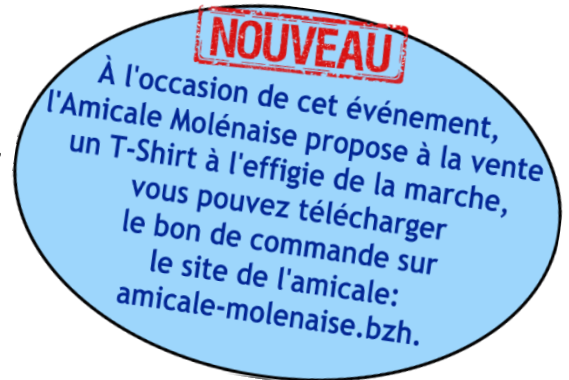 NOUVEAU
À l'occasion de cet événement,
l'Amicale Molénaise propose à la vente
un T-Shirt à l'effigie de la marche,
vous pouvez télécharger
le bon de commande sur
le site de l'amicale:
amicale-molenaise.bzh.